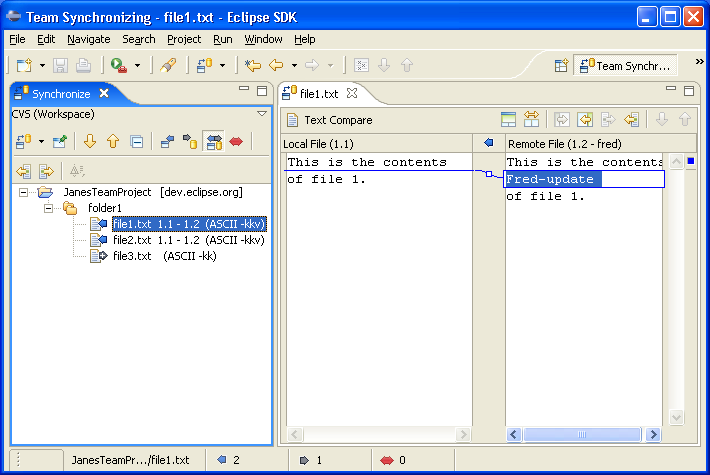 Team Synchronizing - file1.txt - Eclipse SDK
File Edit Navigate Search Project Run Window Help
Team Synchr...
Synchronize
CVS (Workspace)
JanesTeamProject [dev.eclipse.org]
folder1
file1.txt 1.1 - 1.2 (ASCII -kkv)
file2.txt 1.1 - 1.2 (ASCII -kkv)
file3.txt (ASCII -kk)
file1.txt
Text Compare
Local File (1.1)
This is the contents
of file 1.
Remote File (1.2 - fred)
This is the contents
Fred-update
of file 1.
JanesTeamPr.../file1.txt 2 1 0